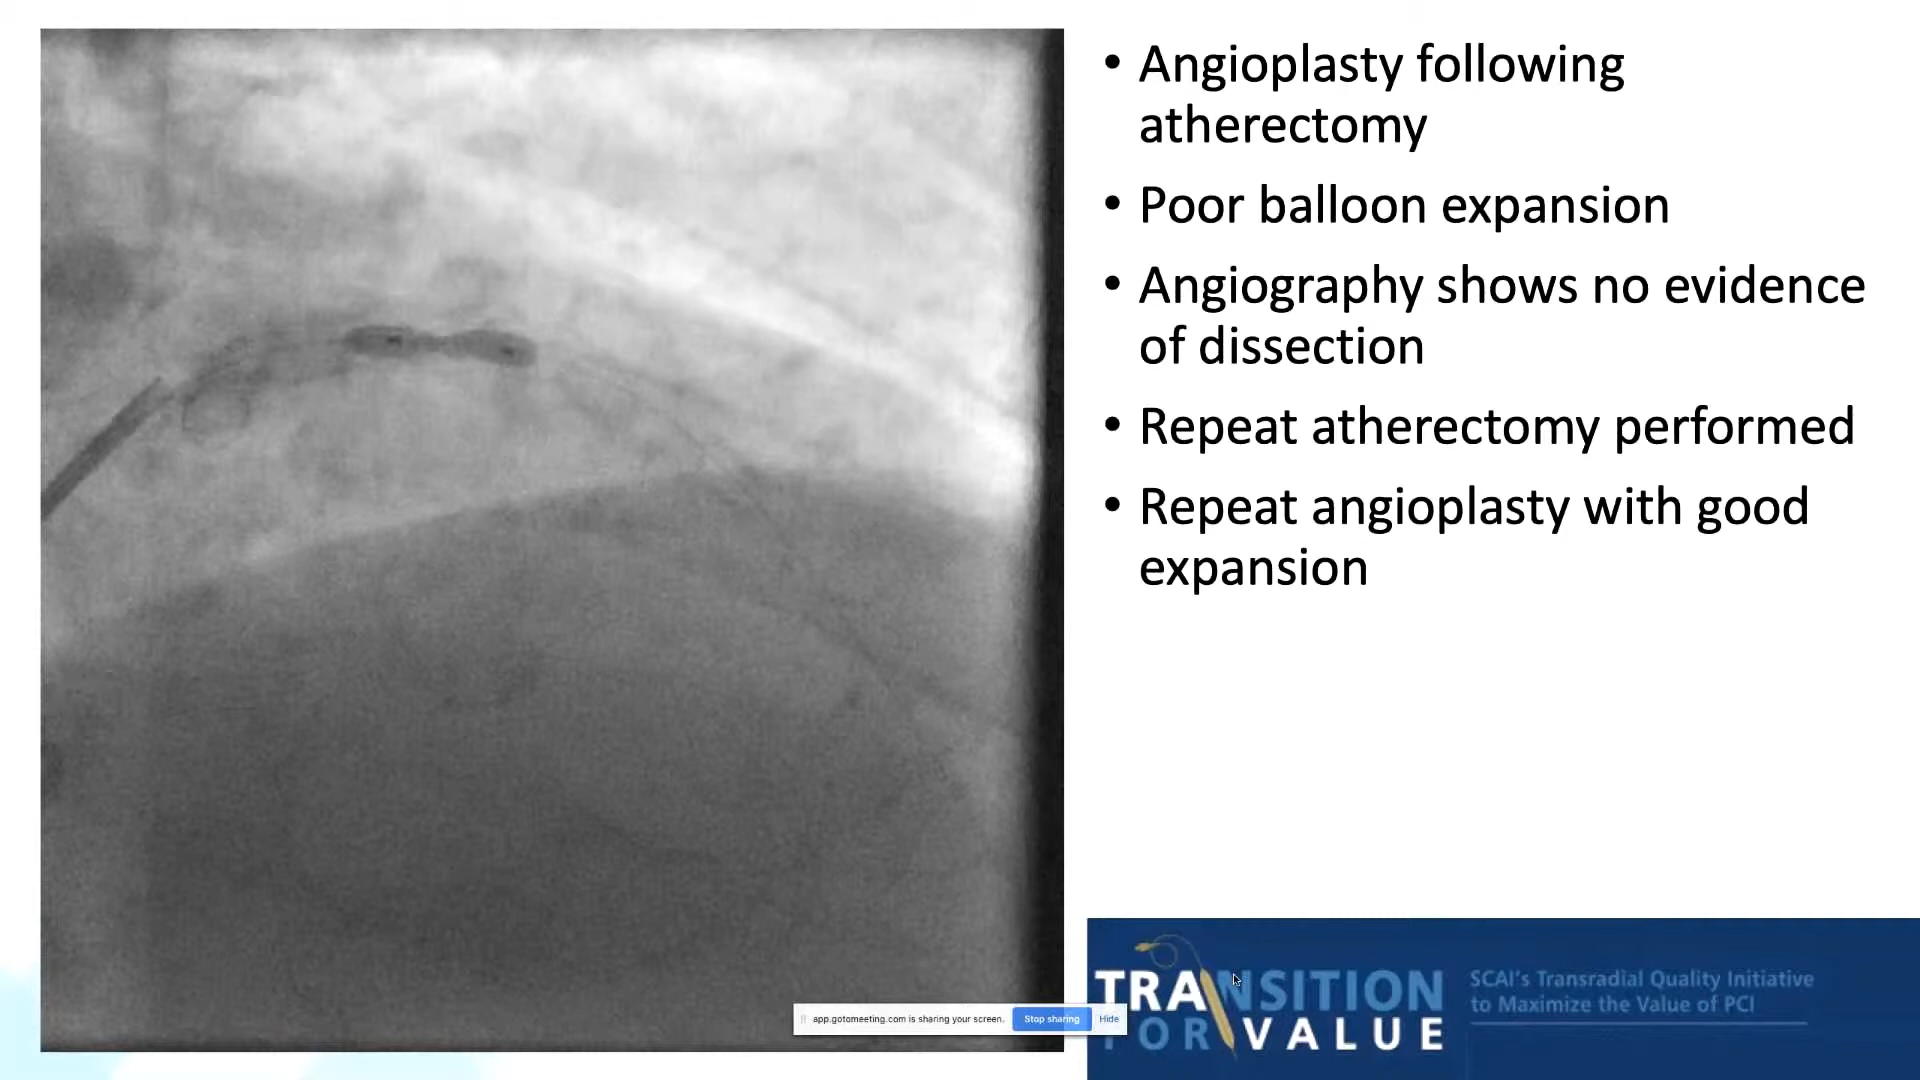 • Angioplasty following
atherectomy
• Poor balloon expansion
• Angiography shows no evidence
of dissection
• Repeat atherectomy performed
• Repeat angioplasty with good
expansion
TRANSITION
FOR VALUE
SCAI's Transradial Quality Initiative
to Maximize the Value of PCI
app.gotomeeting.com is sharing your screen. Stop sharing Hide